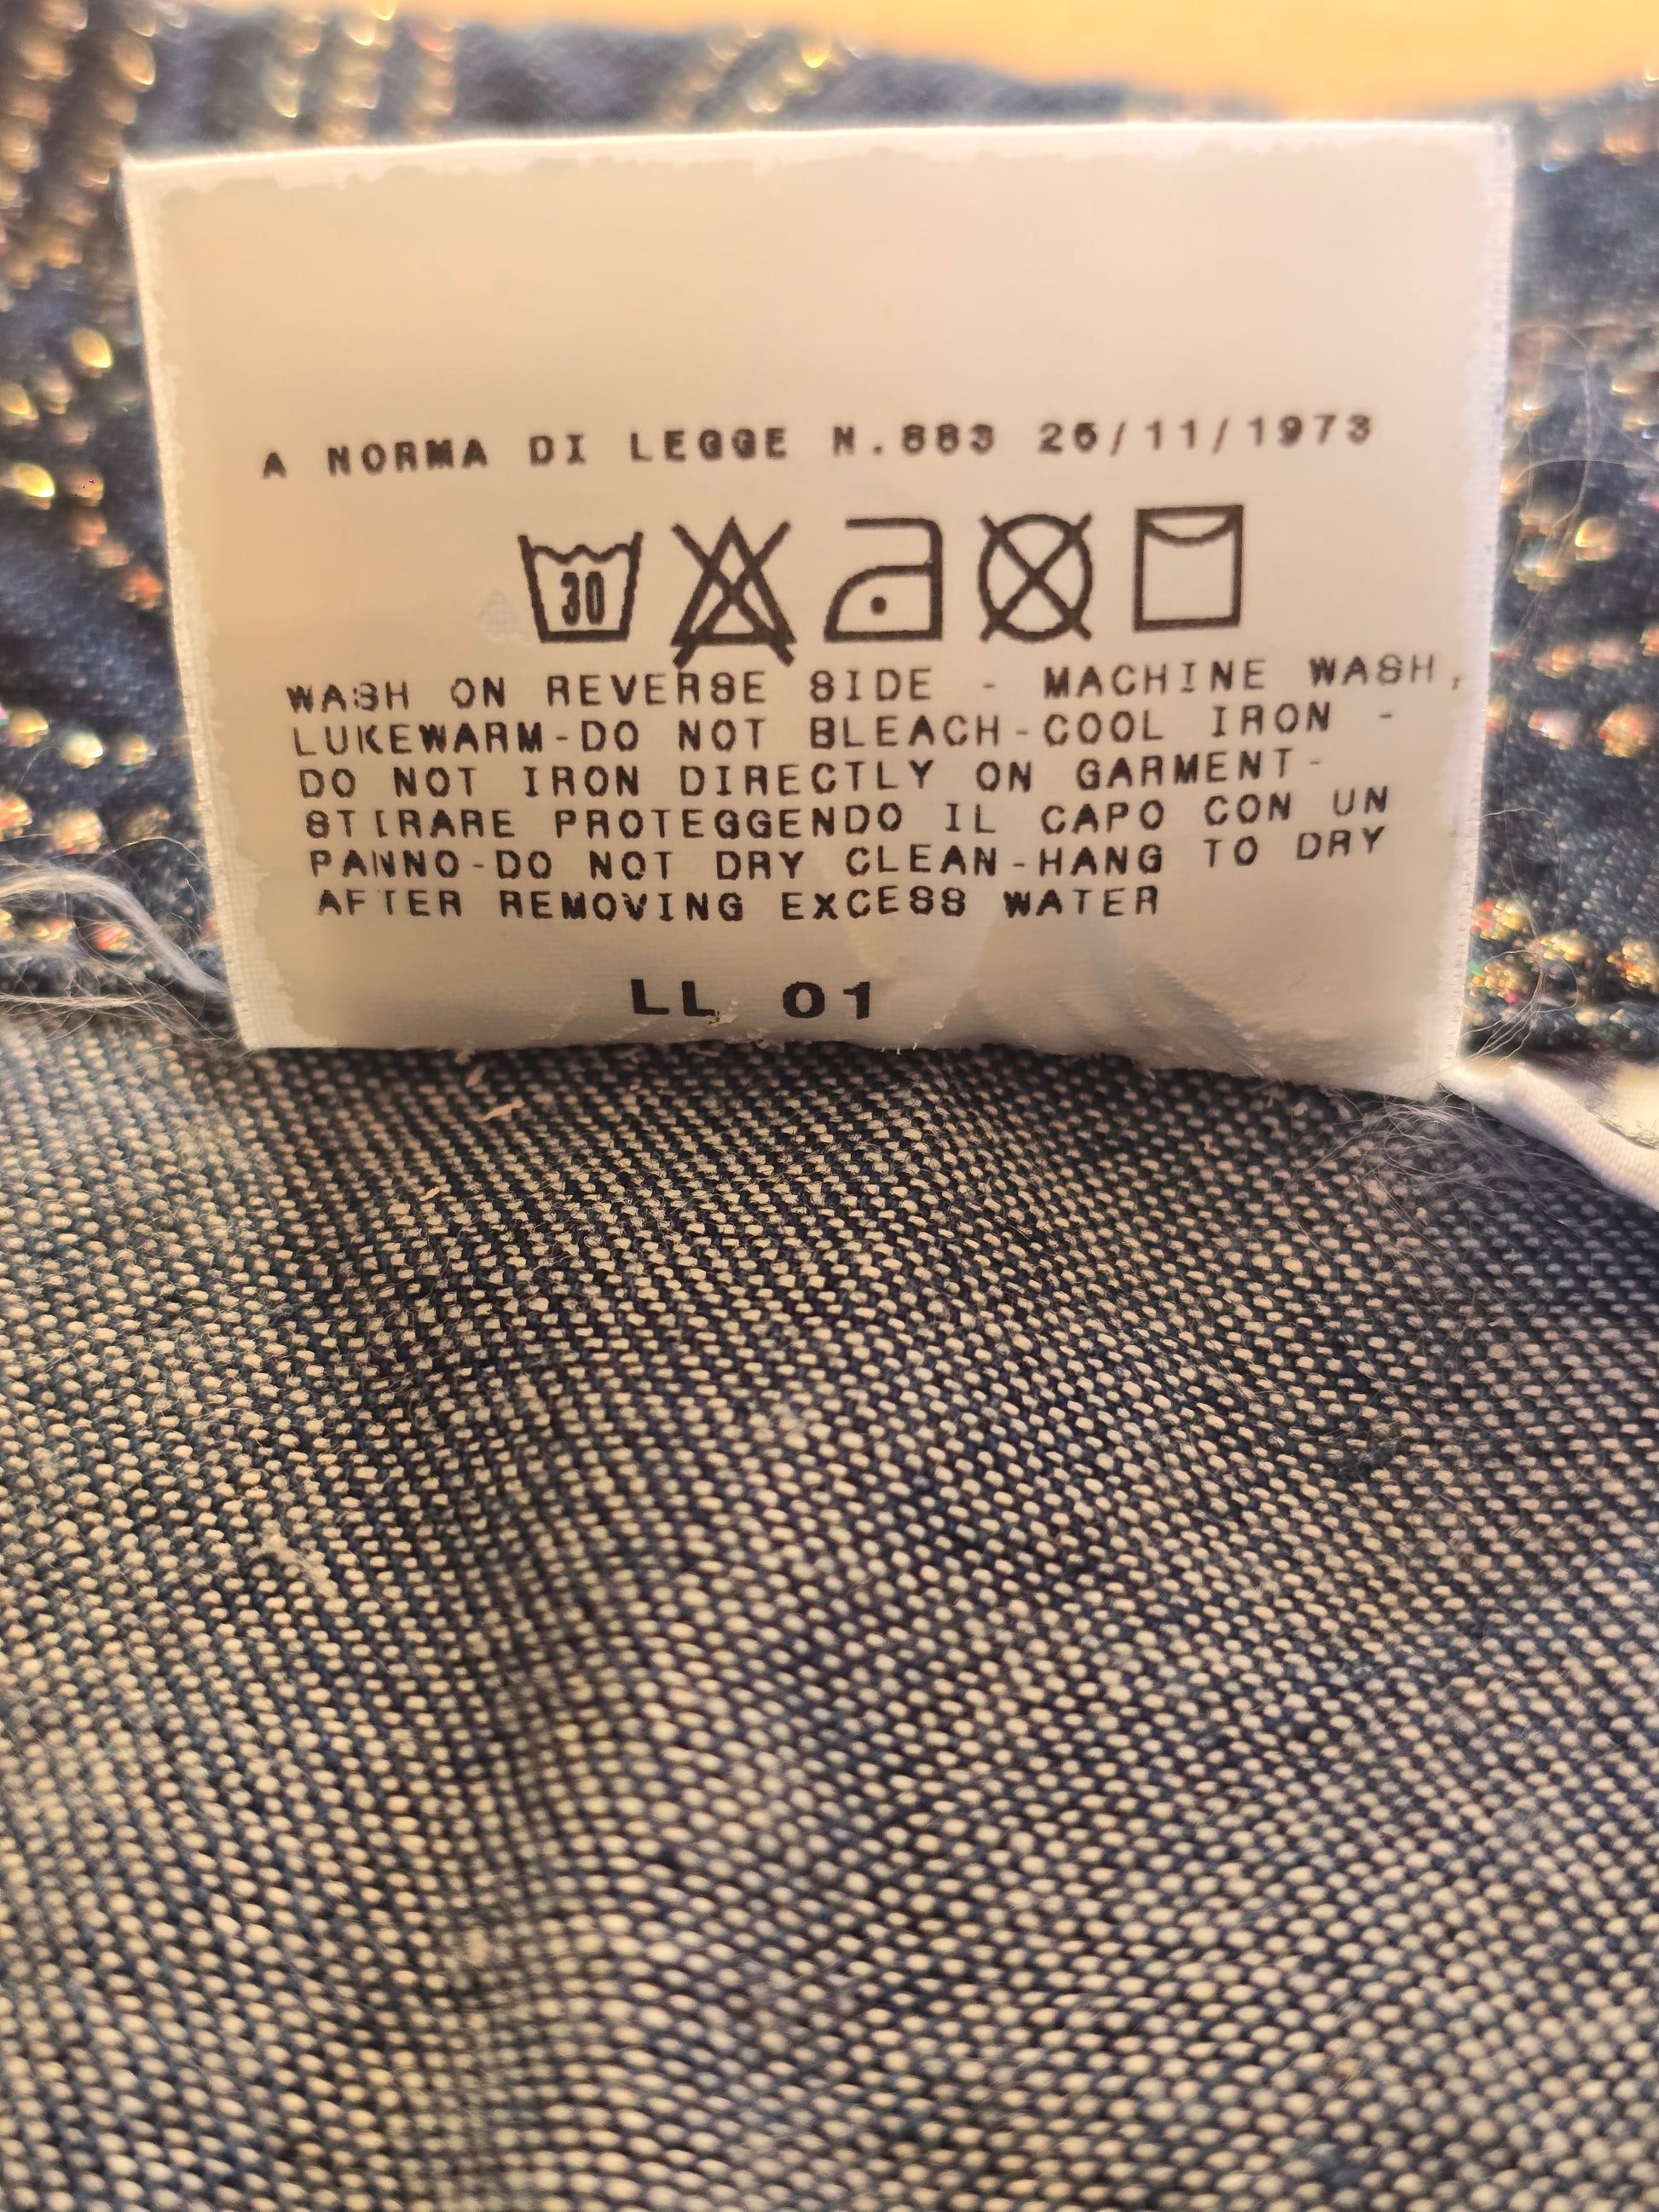 A NORMA DI LEGGE N.883 26/11/1973
30
WASH ON REVERSE SIDE - MACHINE WASH,
LUKEWARM-DO NOT BLEACH-COOL IRON -
DO NOT IRON DIRECTLY ON GARMENT-
STIRARE PROTEGGENDO IL CAPO CON UN
PANNO-DO NOT DRY CLEAN-HANG TO DRY
AFTER REMOVING EXCESS WATER
LL 01